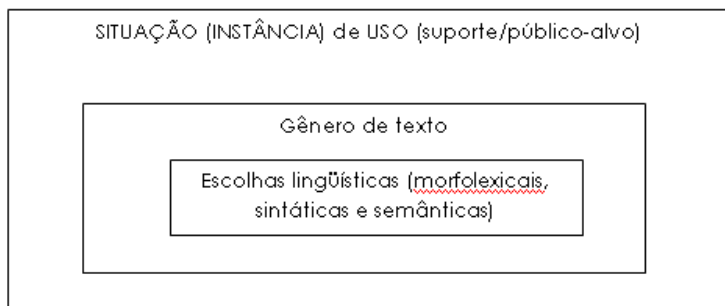 SITUAÇÃO (INSTÂNCIA) de USO (suporte/público-alvo)
Gênero de texto
Escolhas lingüísticas (morfolexicais,
sintáticas e semânticas)